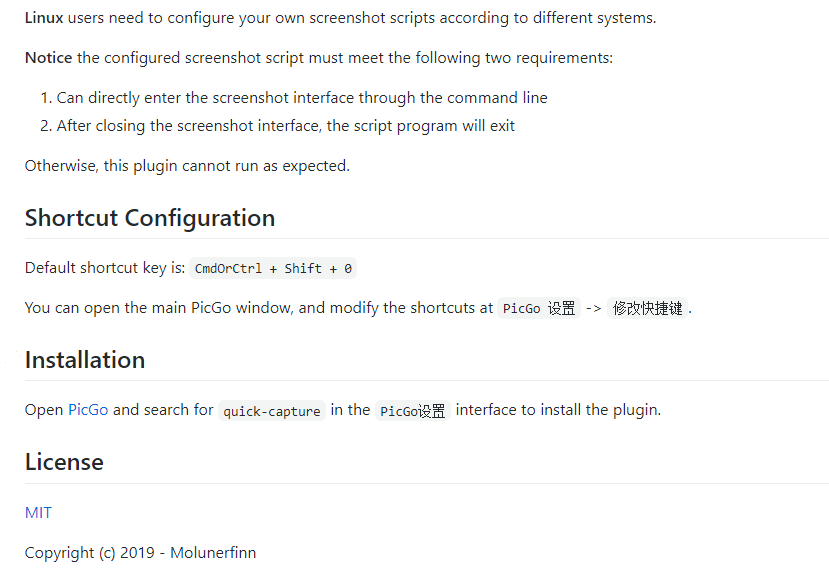 Linux users need to configure your own screenshot scripts according to different systems.
Notice the configured screenshot script must meet the following two requirements:
1. Can directly enter the screenshot interface through the command line
2. After closing the screenshot interface, the script program will exit
Otherwise, this plugin cannot run as expected.
Shortcut Configuration
Default shortcut key is: CmdOrCtrl + Shift + 0
You can open the main PicGo window, and modify the shortcuts at PicGo 设置 -> 修改快捷键 .
Installation
Open PicGo and search for quick-capture in the PicGo设置 interface to install the plugin.
License
MIT
Copyright (c) 2019 - Molunerfinn